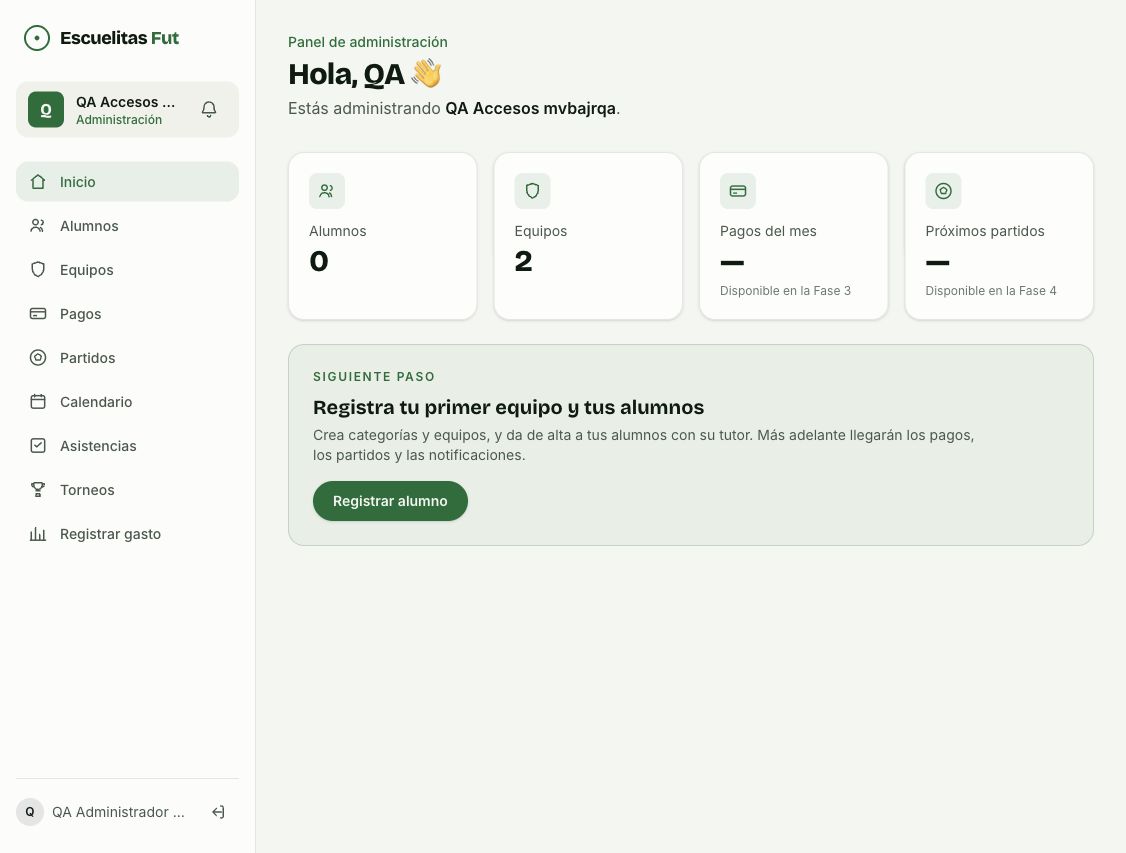 Escuelitas Fut
Q
QA Accesos ...
Administración
Inicio
Alumnos
Equipos
Pagos
Partidos
Calendario
Asistencias
Torneos
Registrar gasto
Q
QA Administrador ...
Panel de administración
Hola, QA 👋
Estás administrando QA Accesos mvbajrqa.
Alumnos
0
Equipos
2
Pagos del mes
—
Disponible en la Fase 3
Próximos partidos
—
Disponible en la Fase 4
SIGUIENTE PASO
Registra tu primer equipo y tus alumnos
Crea categorías y equipos, y da de alta a tus alumnos con su tutor. Más adelante llegarán los pagos,
los partidos y las notificaciones.
Registrar alumno